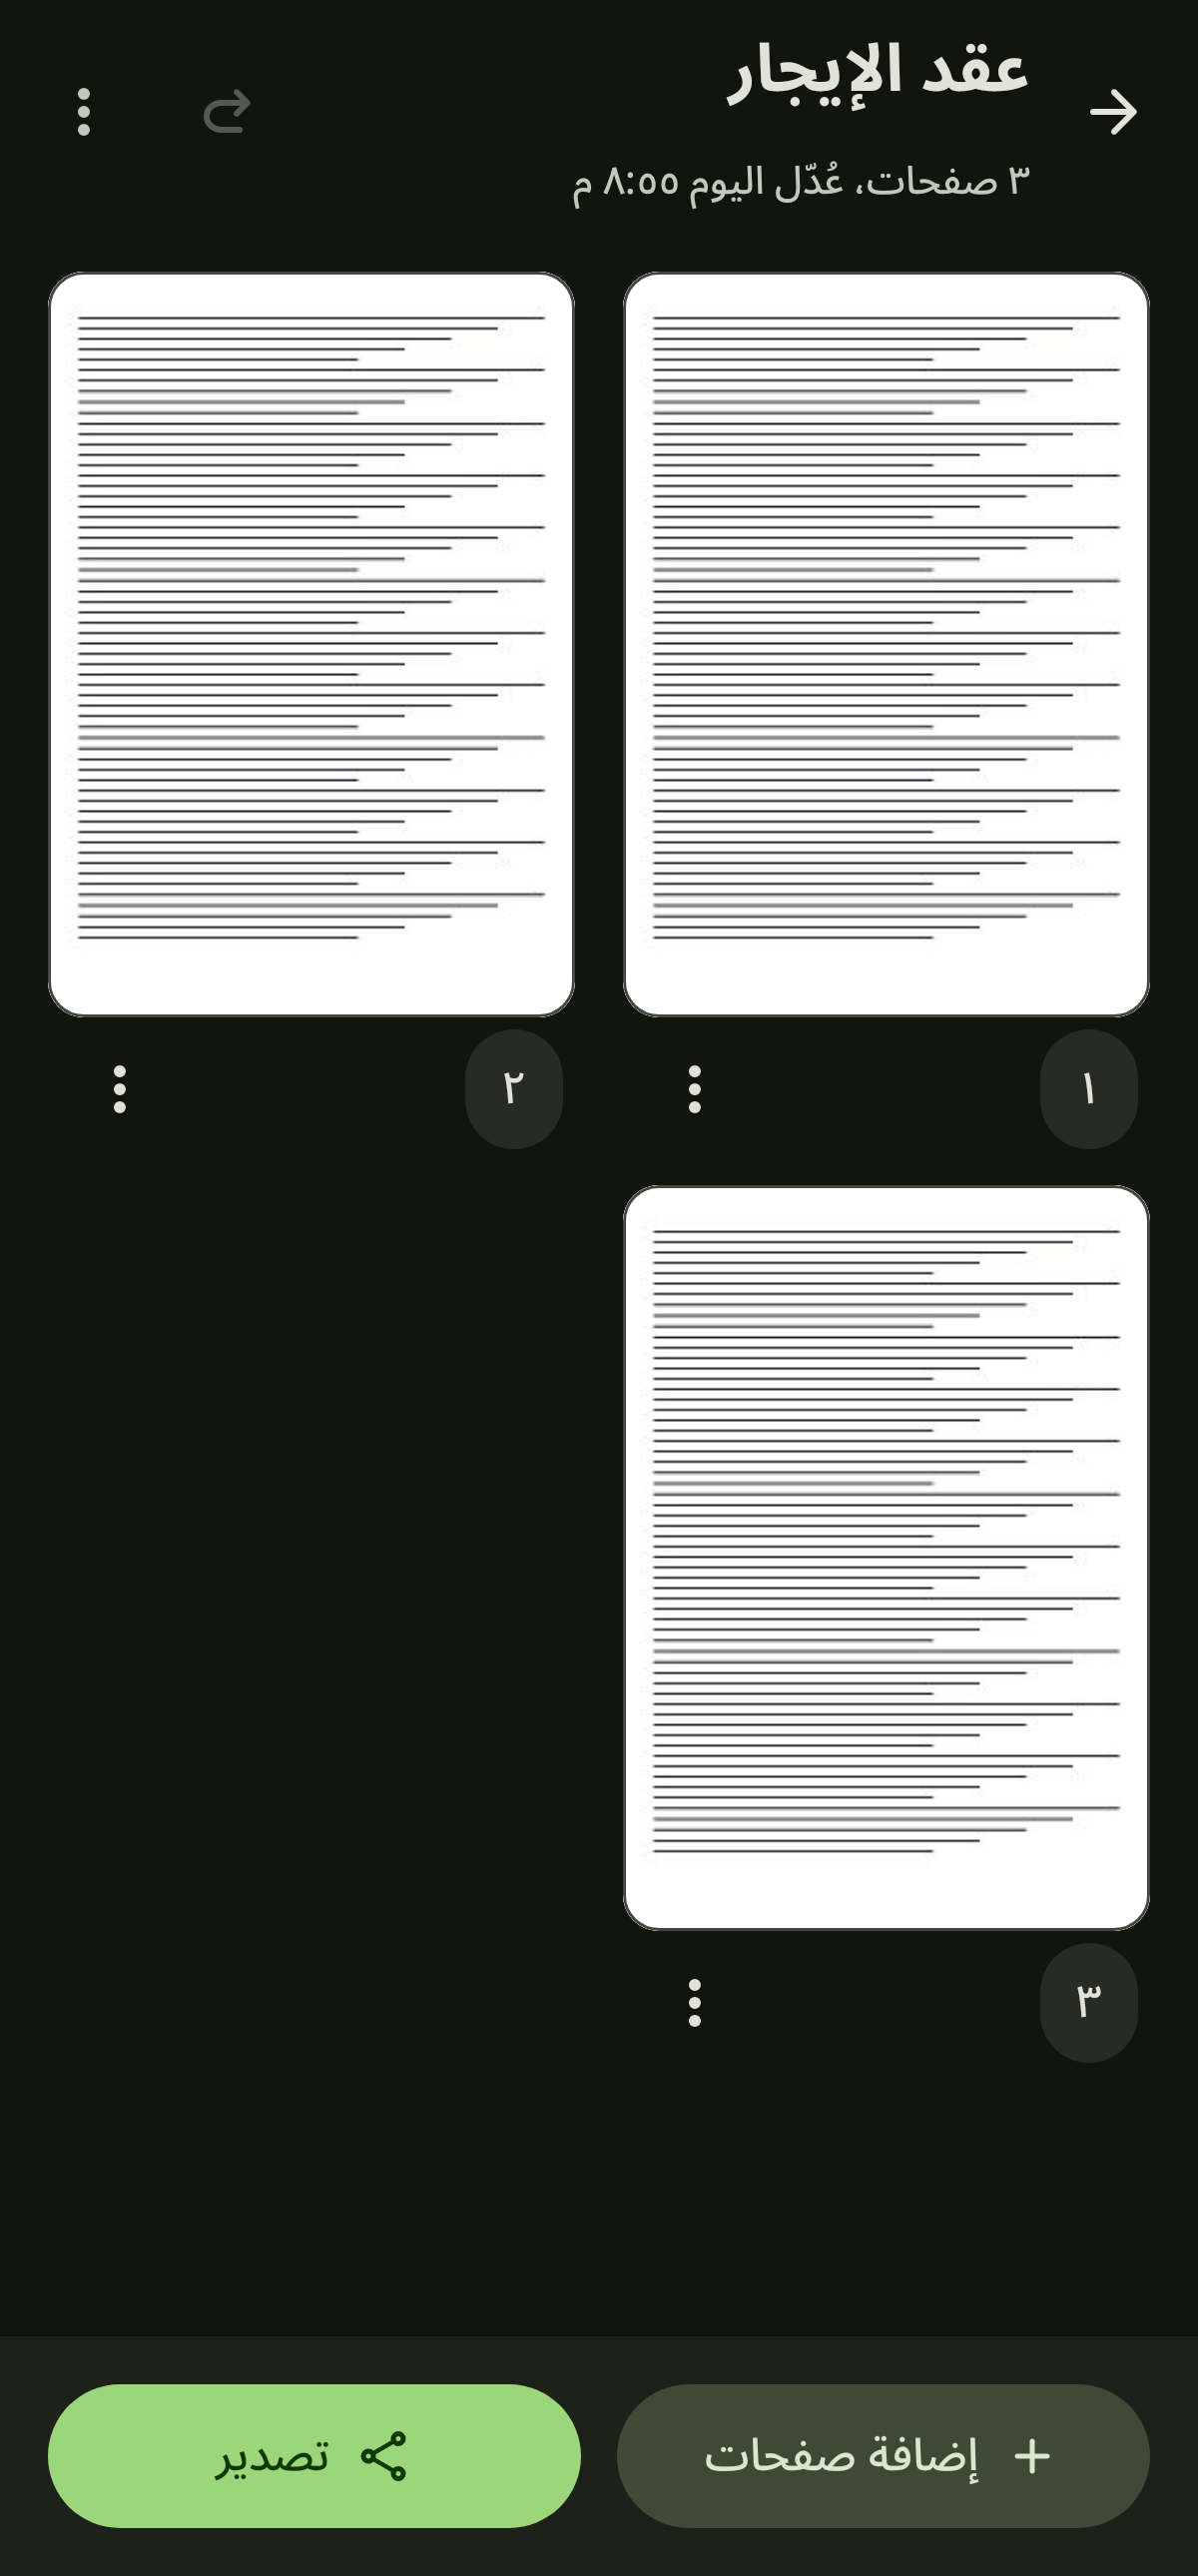 عقد الإيجار
٣ صفحات، عُدّل اليوم ٨:٥٥ م
١
٢
٣
إضافة صفحات
تصدير